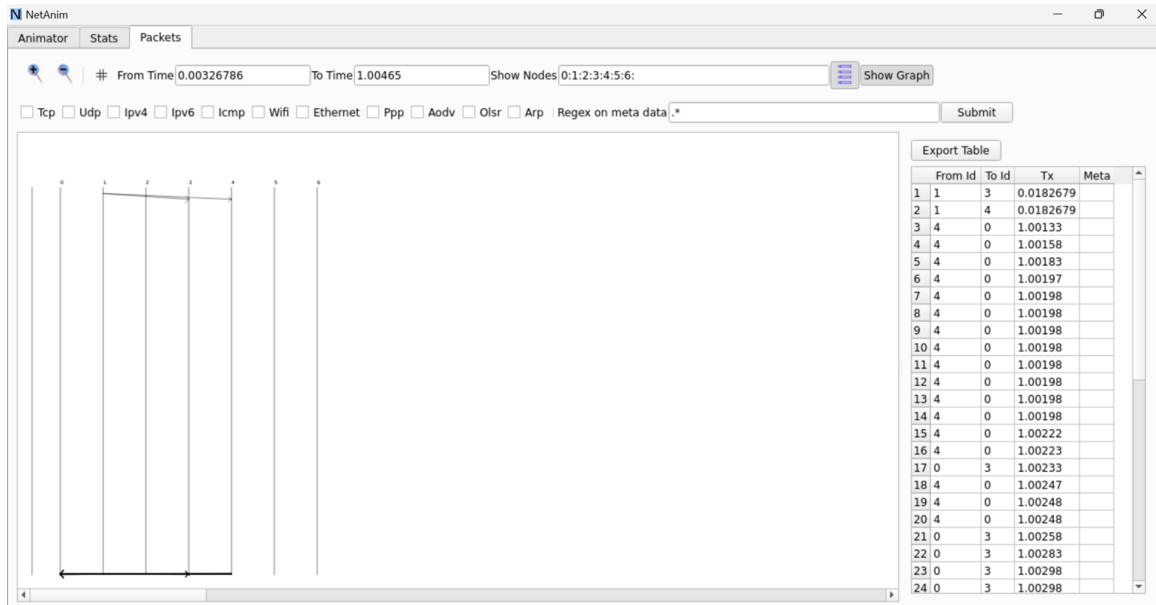 NetAnim
Animator Stats Packets
From Time 0.00326786 To Time 1.00465 Show Nodes 0:1:2:3:4:5:6: Show Graph
Tcp Udp Ipv4 Ipv6 Icmp Wifi Ethernet Ppp Aodv Olsr Arp Regex on meta data .* Submit
0 1 2 3 4 5 6
Export Table
From Id To Id Tx Meta
1 1 3 0.0182679
2 1 4 0.0182679
3 4 0 1.00133
4 4 0 1.00158
5 4 0 1.00183
6 4 0 1.00197
7 4 0 1.00198
8 4 0 1.00198
9 4 0 1.00198
10 4 0 1.00198
11 4 0 1.00198
12 4 0 1.00198
13 4 0 1.00198
14 4 0 1.00198
15 4 0 1.00222
16 4 0 1.00223
17 0 3 1.00233
18 4 0 1.00247
19 4 0 1.00248
20 4 0 1.00248
21 0 3 1.00258
22 0 3 1.00283
23 0 3 1.00298
24 0 3 1.00298